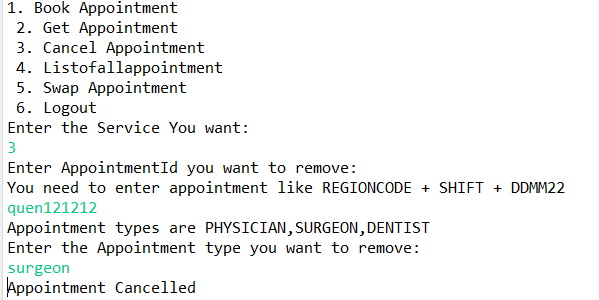 1. Book Appointment
2. Get Appointment
3. Cancel Appointment
4. Listofallappointment
5. Swap Appointment
6. Logout
Enter the Service You want:
3
Enter AppointmentId you want to remove:
You need to enter appointment like REGIONCODE + SHIFT + DDMM22
quen121212
Appointment types are PHYSICIAN,SURGEON,DENTIST
Enter the Appointment type you want to remove:
surgeon
Appointment Cancelled